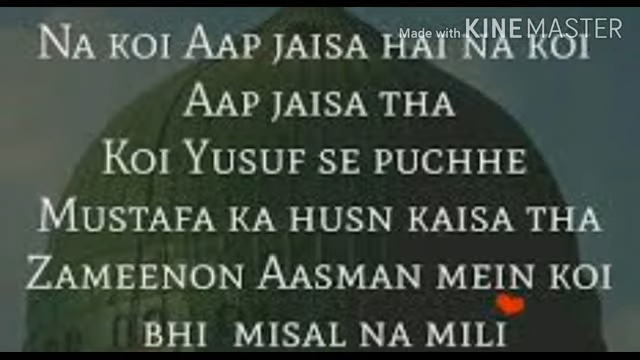 Made with KINEMASTER
NA KOI AAP JAISA HAI NA KOI
AAP JAISA THA
KOI YUSUF SE PUCHHE
MUSTAFA KA HUSN KAISA THA
ZAMEENON AASMAN MEIN KOI
BHI MISAL NA MILI